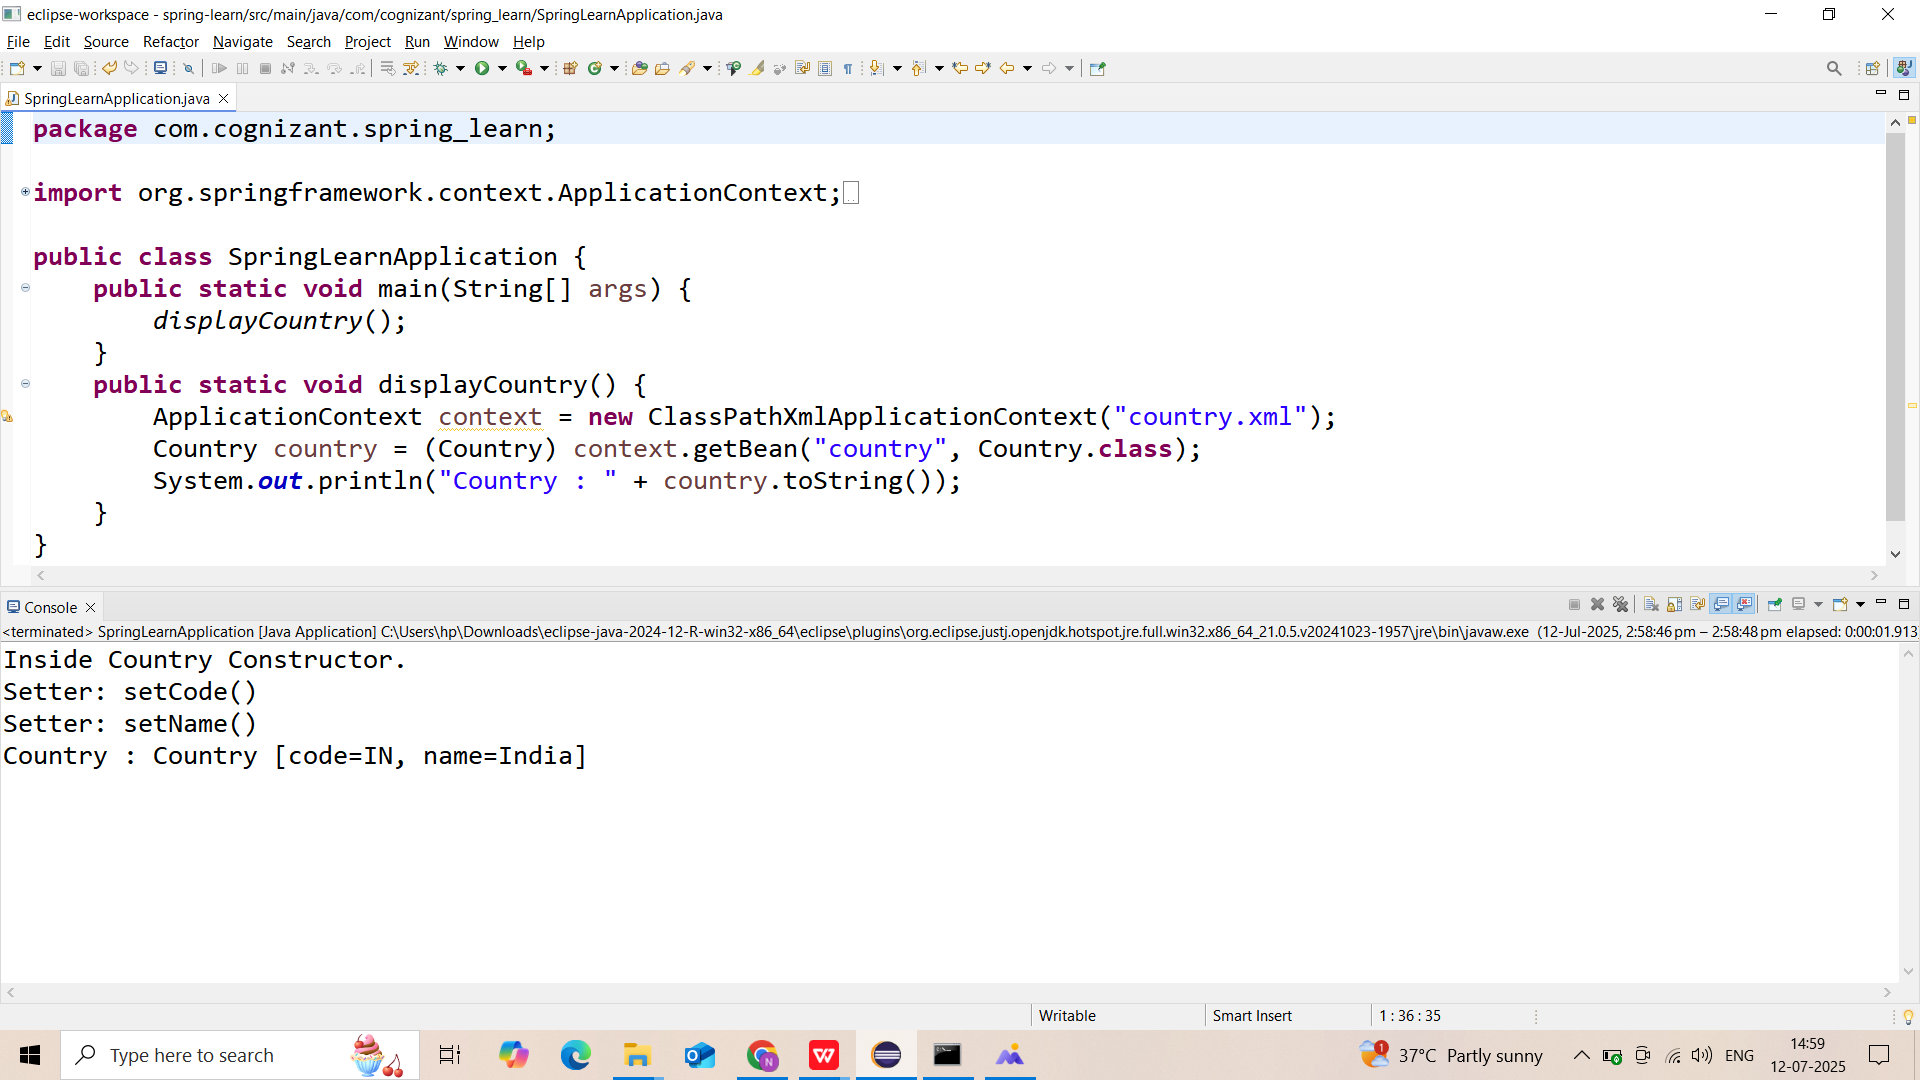 eclipse-workspace - spring-learn/src/main/java/com/cognizant/spring_learn/SpringLearnApplication.java
File Edit Source Refactor Navigate Search Project Run Window Help
SpringLearnApplication.java
package com.cognizant.spring_learn;
import org.springframework.context.ApplicationContext;
public class SpringLearnApplication {
    public static void main(String[] args) {
        displayCountry();
    }
    public static void displayCountry() {
        ApplicationContext context = new ClassPathXmlApplicationContext("country.xml");
        Country country = (Country) context.getBean("country", Country.class);
        System.out.println("Country : " + country.toString());
    }
}
Console
<terminated> SpringLearnApplication [Java Application] C:\Users\hp\Downloads\eclipse-java-2024-12-R-win32-x86_64\eclipse\plugins\org.eclipse.justj.openjdk.hotspot.jre.full.win32.x86_64_21.0.5.v20241023-1957\jre\bin\javaw.exe (12-Jul-2025, 2:58:46 pm – 2:58:48 pm elapsed: 0:00:01.913)
Inside Country Constructor.
Setter: setCode()
Setter: setName()
Country : Country [code=IN, name=India]
Writable Smart Insert 1 : 36 : 35
Type here to search
1 37°C Partly sunny ENG 14:59
12-07-2025